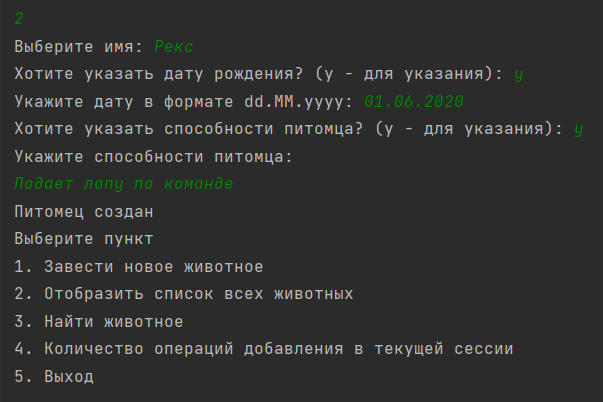 2
Выберите имя: Рекс
Хотите указать дату рождения? (y - для указания): y
Укажите дату в формате dd.MM.yyyy: 01.06.2020
Хотите указать способности питомца? (y - для указания): y
Укажите способности питомца:
Подает лапу по команде
Питомец создан
Выберите пункт
1. Завести новое животное
2. Отобразить список всех животных
3. Найти животное
4. Количество операций добавления в текущей сессии
5. Выход